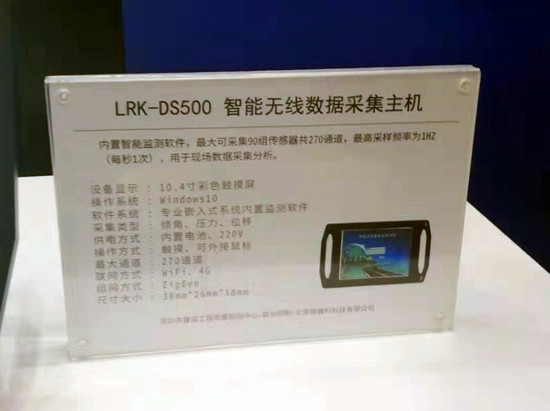 LRK-DS500 智能无线数据采集主机
内置智能监测软件，最大可采集90组传感器共270通道，最高采样频率为1HZ
（每秒1次），用于现场数据采集分析。
设备显示：10.4寸彩色触摸屏
操作系统：Windows10
软件系统：专业嵌入式系统内置监测软件
采集类型：倾角、压力、位移
供电方式：内置电池、220V
操作方式：触摸、可外接鼠标
最大通道：270通道
联网方式：WiFi、4G
组网方式：ZigBee
尺寸大小：38mm*26mm*18mm